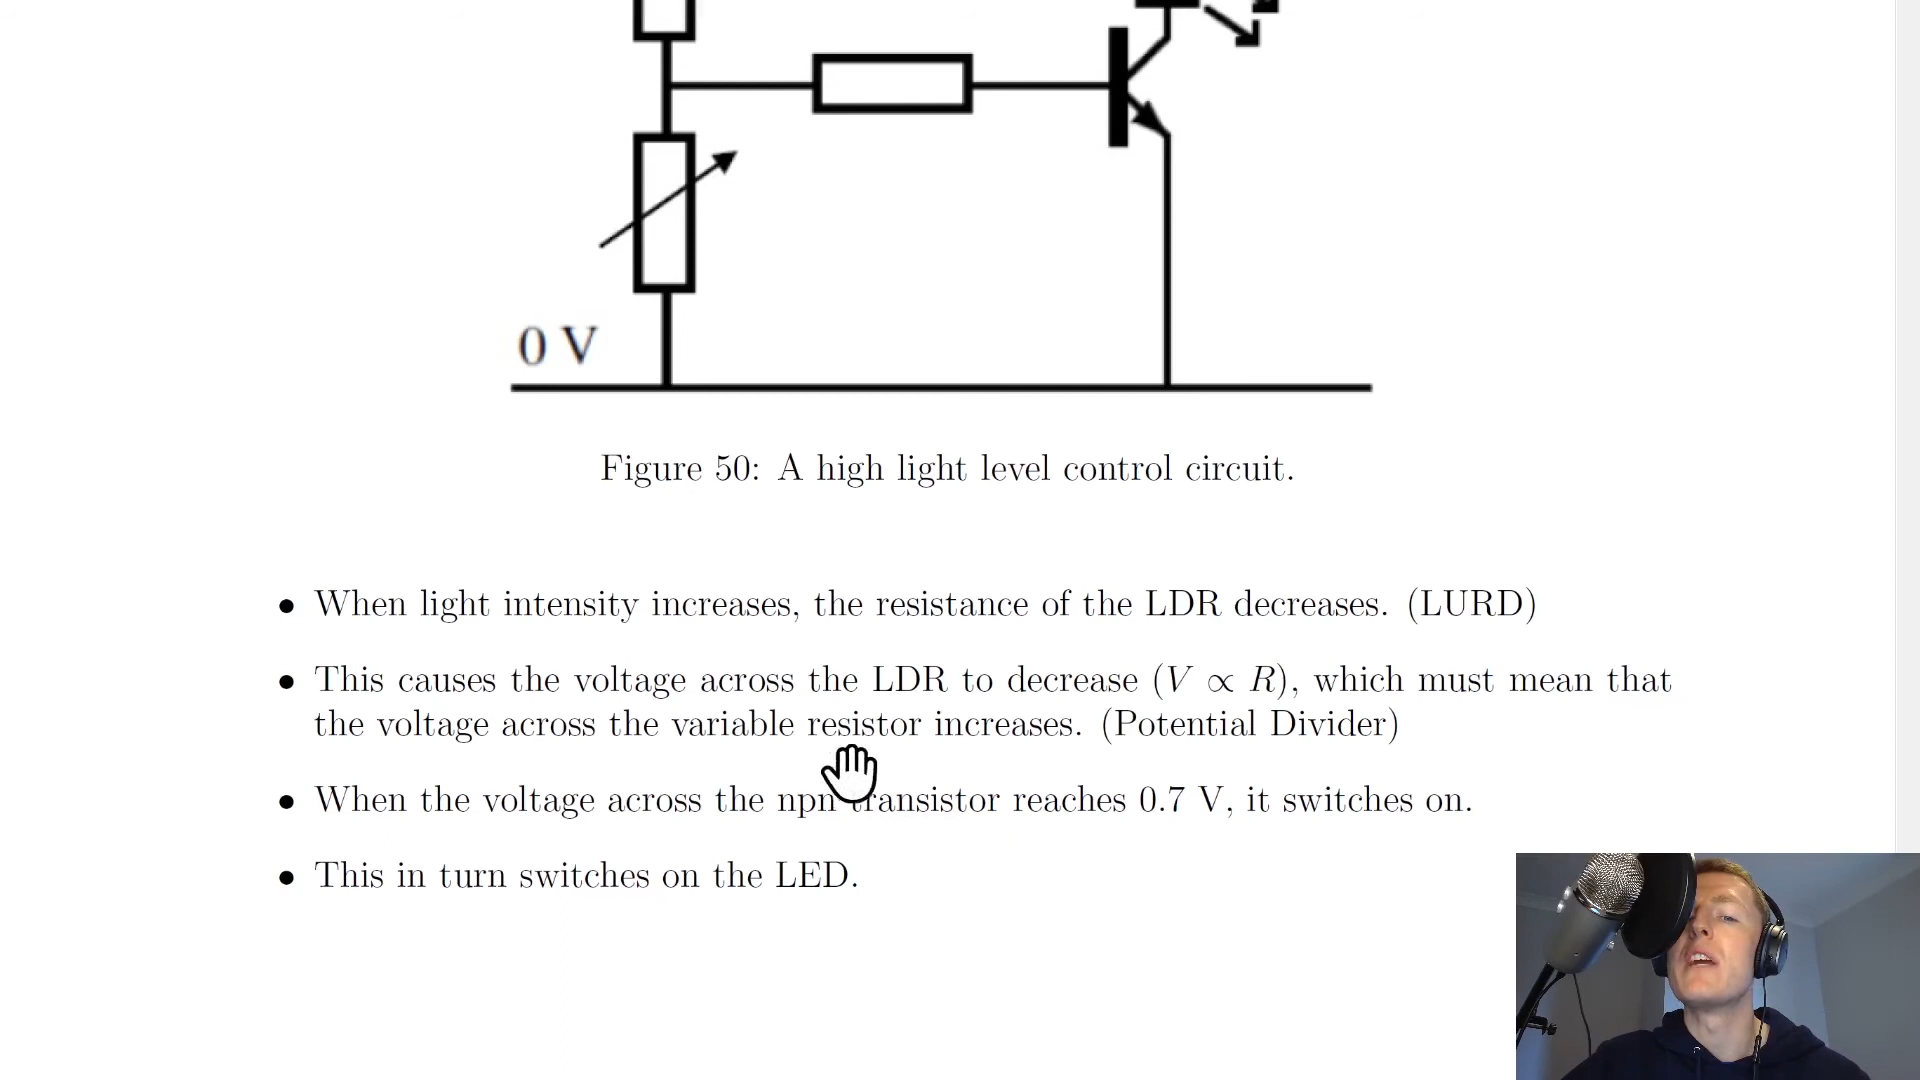 0 V
Figure 50: A high light level control circuit.
• When light intensity increases, the resistance of the LDR decreases. (LURD)
• This causes the voltage across the LDR to decrease (V ∝ R), which must mean that
the voltage across the variable resistor increases. (Potential Divider)
• When the voltage across the npn transistor reaches 0.7 V, it switches on.
• This in turn switches on the LED.